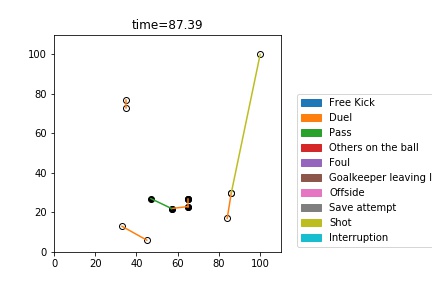 time=87.39
100
80
60
40
20
0
0 20 40 60 80 100
Free Kick
Duel
Pass
Others on the ball
Foul
Goalkeeper leaving l
Offside
Save attempt
Shot
Interruption